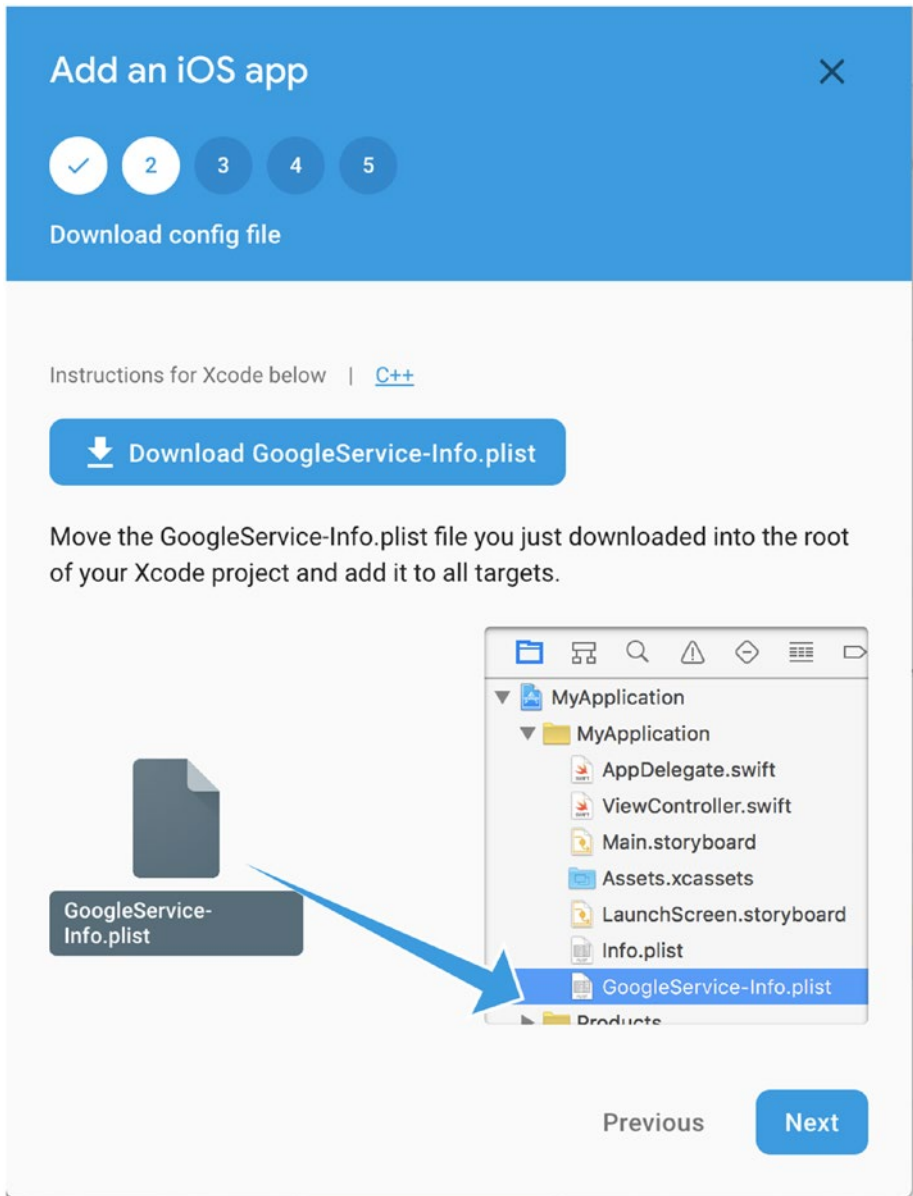 Add an iOS app
2 3 4 5
Download config file
Instructions for Xcode below | C++
Download GoogleService-Info.plist
Move the GoogleService-Info.plist file you just downloaded into the root
of your Xcode project and add it to all targets.
MyApplication
MyApplication
AppDelegate.swift
ViewController.swift
Main.storyboard
Assets.xcassets
LaunchScreen.storyboard
Info.plist
GoogleService-Info.plist
Products
GoogleService-
Info.plist
Previous Next